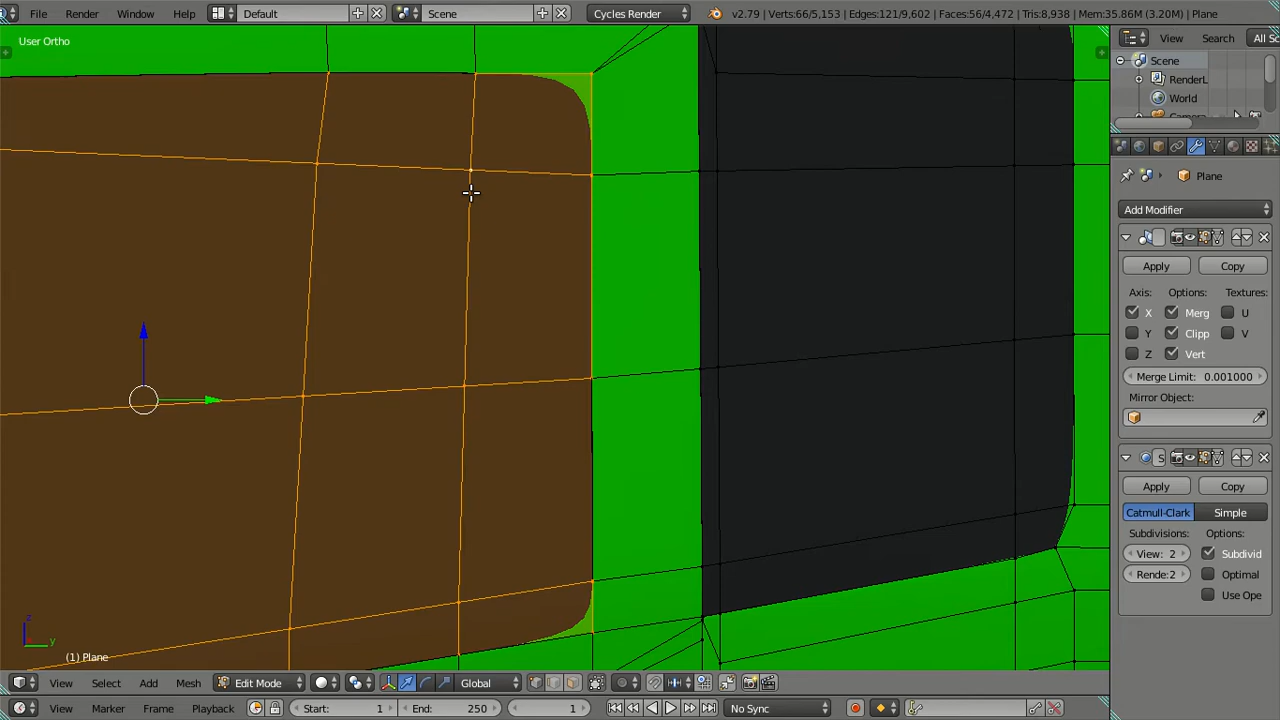 File Render Window Help Default Scene Cycles Render v2.79 | Verts:66/5,153 | Edges:121/9,602 | Faces:56/4,472 | Tris:8,938 | Mem:35.86M (3.20M) | Plane
User Ortho
View Search All Sc
Scene
RenderL
World
Camera
Plane
Add Modifier
Apply Copy
Axis: Options: Textures:
X Merg U
Y Clipp V
Z Vert
Merge Limit: 0.001000
Mirror Object:
S
Apply Copy
Catmull-Clark Simple
Subdivisions: Options:
View: 2 Subdivid
Rende:2 Optimal
Use Ope
z
y
(1) Plane
View Select Add Mesh Edit Mode Global
View Marker Frame Playback Start: 1 End: 250 1 No Sync